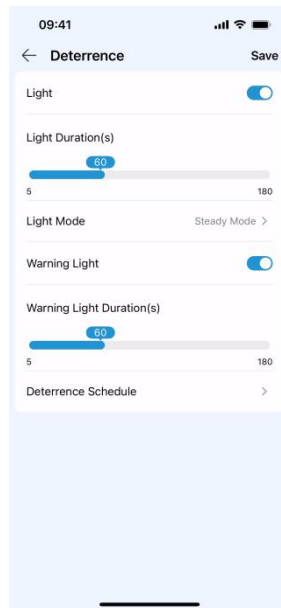 09:41
Deterrence Save
Light
Light Duration(s)
60
5 180
Light Mode Steady Mode >
Warning Light
Warning Light Duration(s)
60
5 180
Deterrence Schedule >